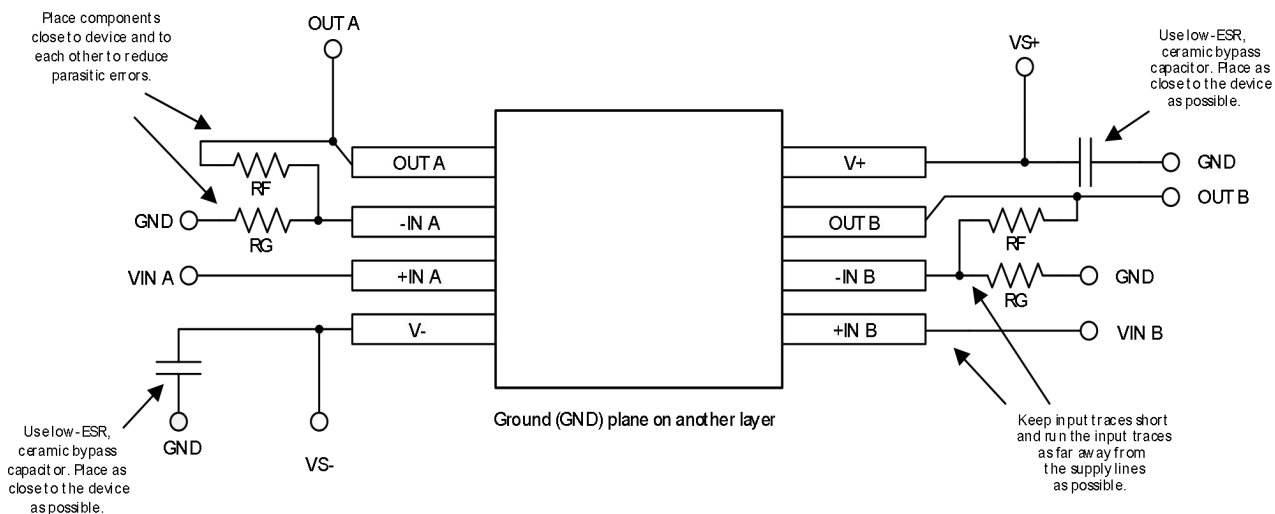 Place components
close to device and to
each other to reduce
parasitic errors.
OUT A
VS+
Use low-ESR,
ceramic bypass
capacitor. Place as
close to the device
as possible.
OUT A
V+
GND
RF
OUT B
GND
-IN A
OUT B
RG
RF
VIN A
+IN A
-IN B
GND
RG
V-
+IN B
VIN B
Use low-ESR,
ceramic bypass
capacitor. Place as
close to the device
as possible.
GND
VS-
Ground (GND) plane on another layer
Keep input traces short
and run the input traces
as far away from
the supply lines
as possible.